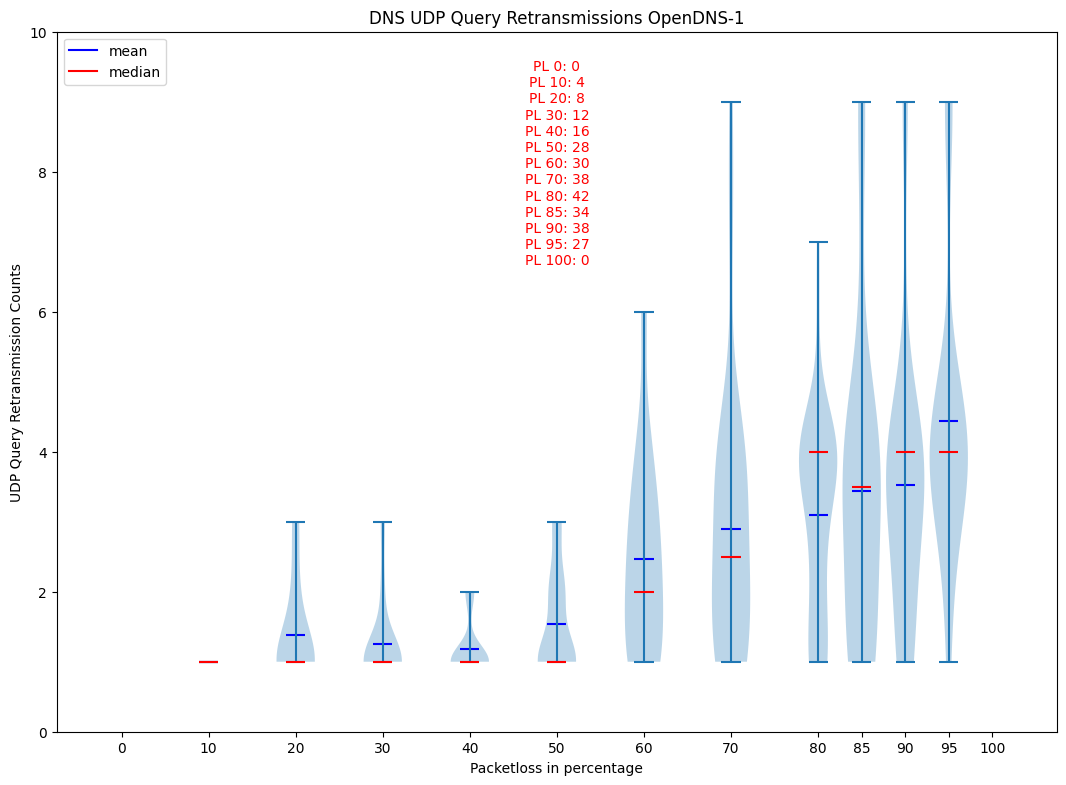 DNS UDP Query Retransmissions OpenDNS-1
mean
median
PL 0: 0
PL 10: 4
PL 20: 8
PL 30: 12
PL 40: 16
PL 50: 28
PL 60: 30
PL 70: 38
PL 80: 42
PL 85: 34
PL 90: 38
PL 95: 27
PL 100: 0
UDP Query Retransmission Counts
10
8
6
4
2
0
0 10 20 30 40 50 60 70 80 85 90 95 100
Packetloss in percentage